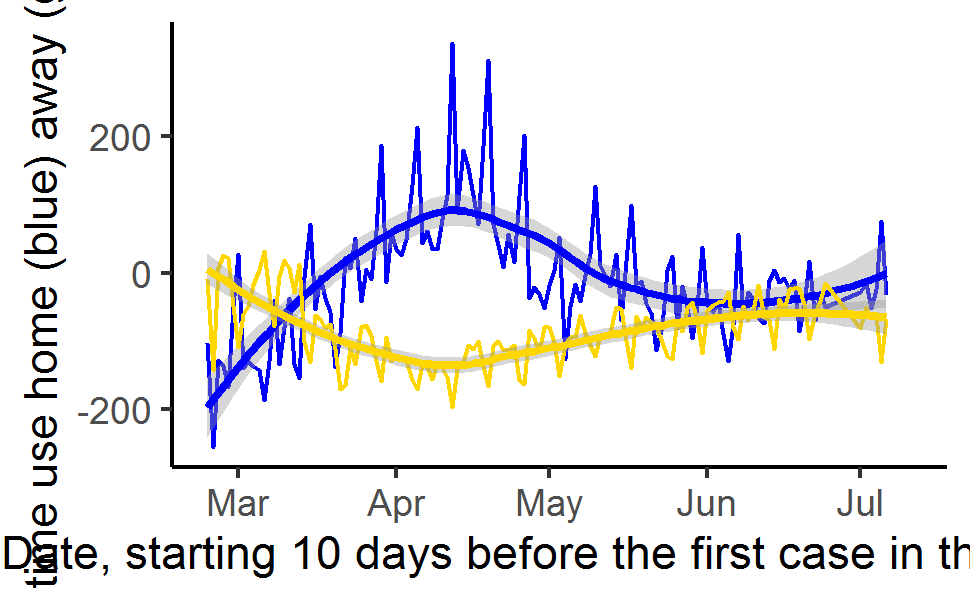 time use home (blue) away (
200
0
-200
Mar Apr May Jun Jul
Date, starting 10 days before the first case in th